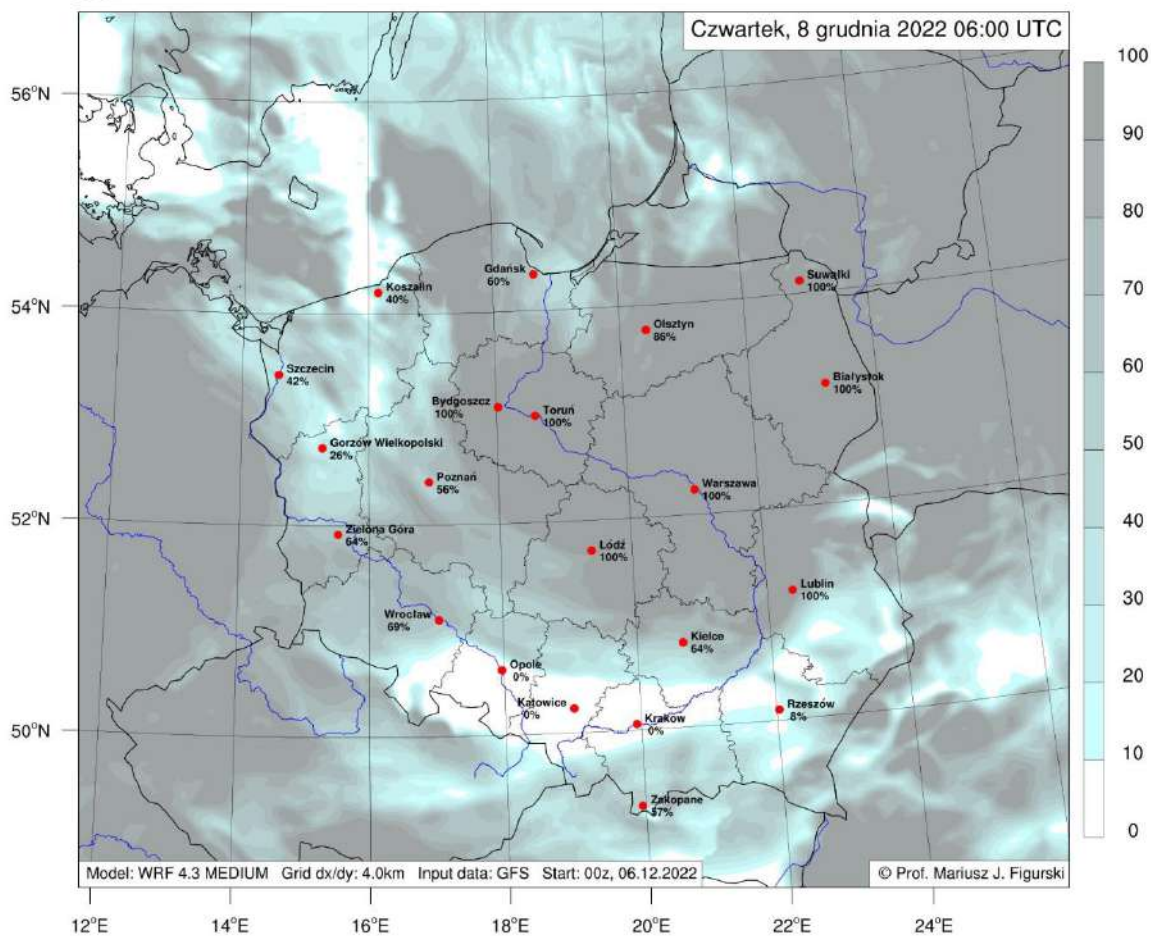 Czwartek, 8 grudnia 2022 06:00 UTC
100
56°N
90
80
Gdańsk
60%
Suwałki
100%
Koszalin
40%
70
54°N
Olsztyn
86%
60
Szczecin
42%
Białystok
100%
Bydgoszcz
100%
Toruń
100%
50
Gorzów Wielkopolski
26%
Poznań
56%
Warszawa
100%
52°N
40
Zielona Góra
64%
Łódź
100%
30
Lublin
100%
Wrocław
69%
Kielce
64%
20
Opole
0%
Katowice
0%
Rzeszów
8%
Kraków
0%
50°N
10
Zakopane
57%
0
Model: WRF 4.3 MEDIUM Grid dx/dy: 4.0km Input data: GFS Start: 00z, 06.12.2022
© Prof. Mariusz J. Figurski
12°E 14°E 16°E 18°E 20°E 22°E 24°E